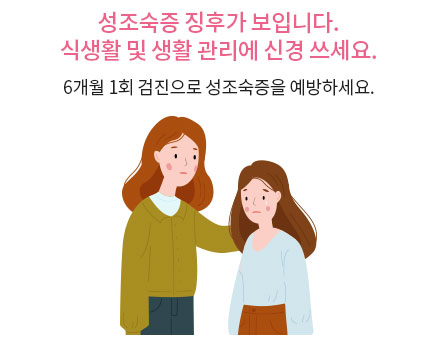 성조숙증 징후가 보입니다.
식생활 및 생활 관리에 신경 쓰세요.
6개월 1회 검진으로 성조숙증을 예방하세요.